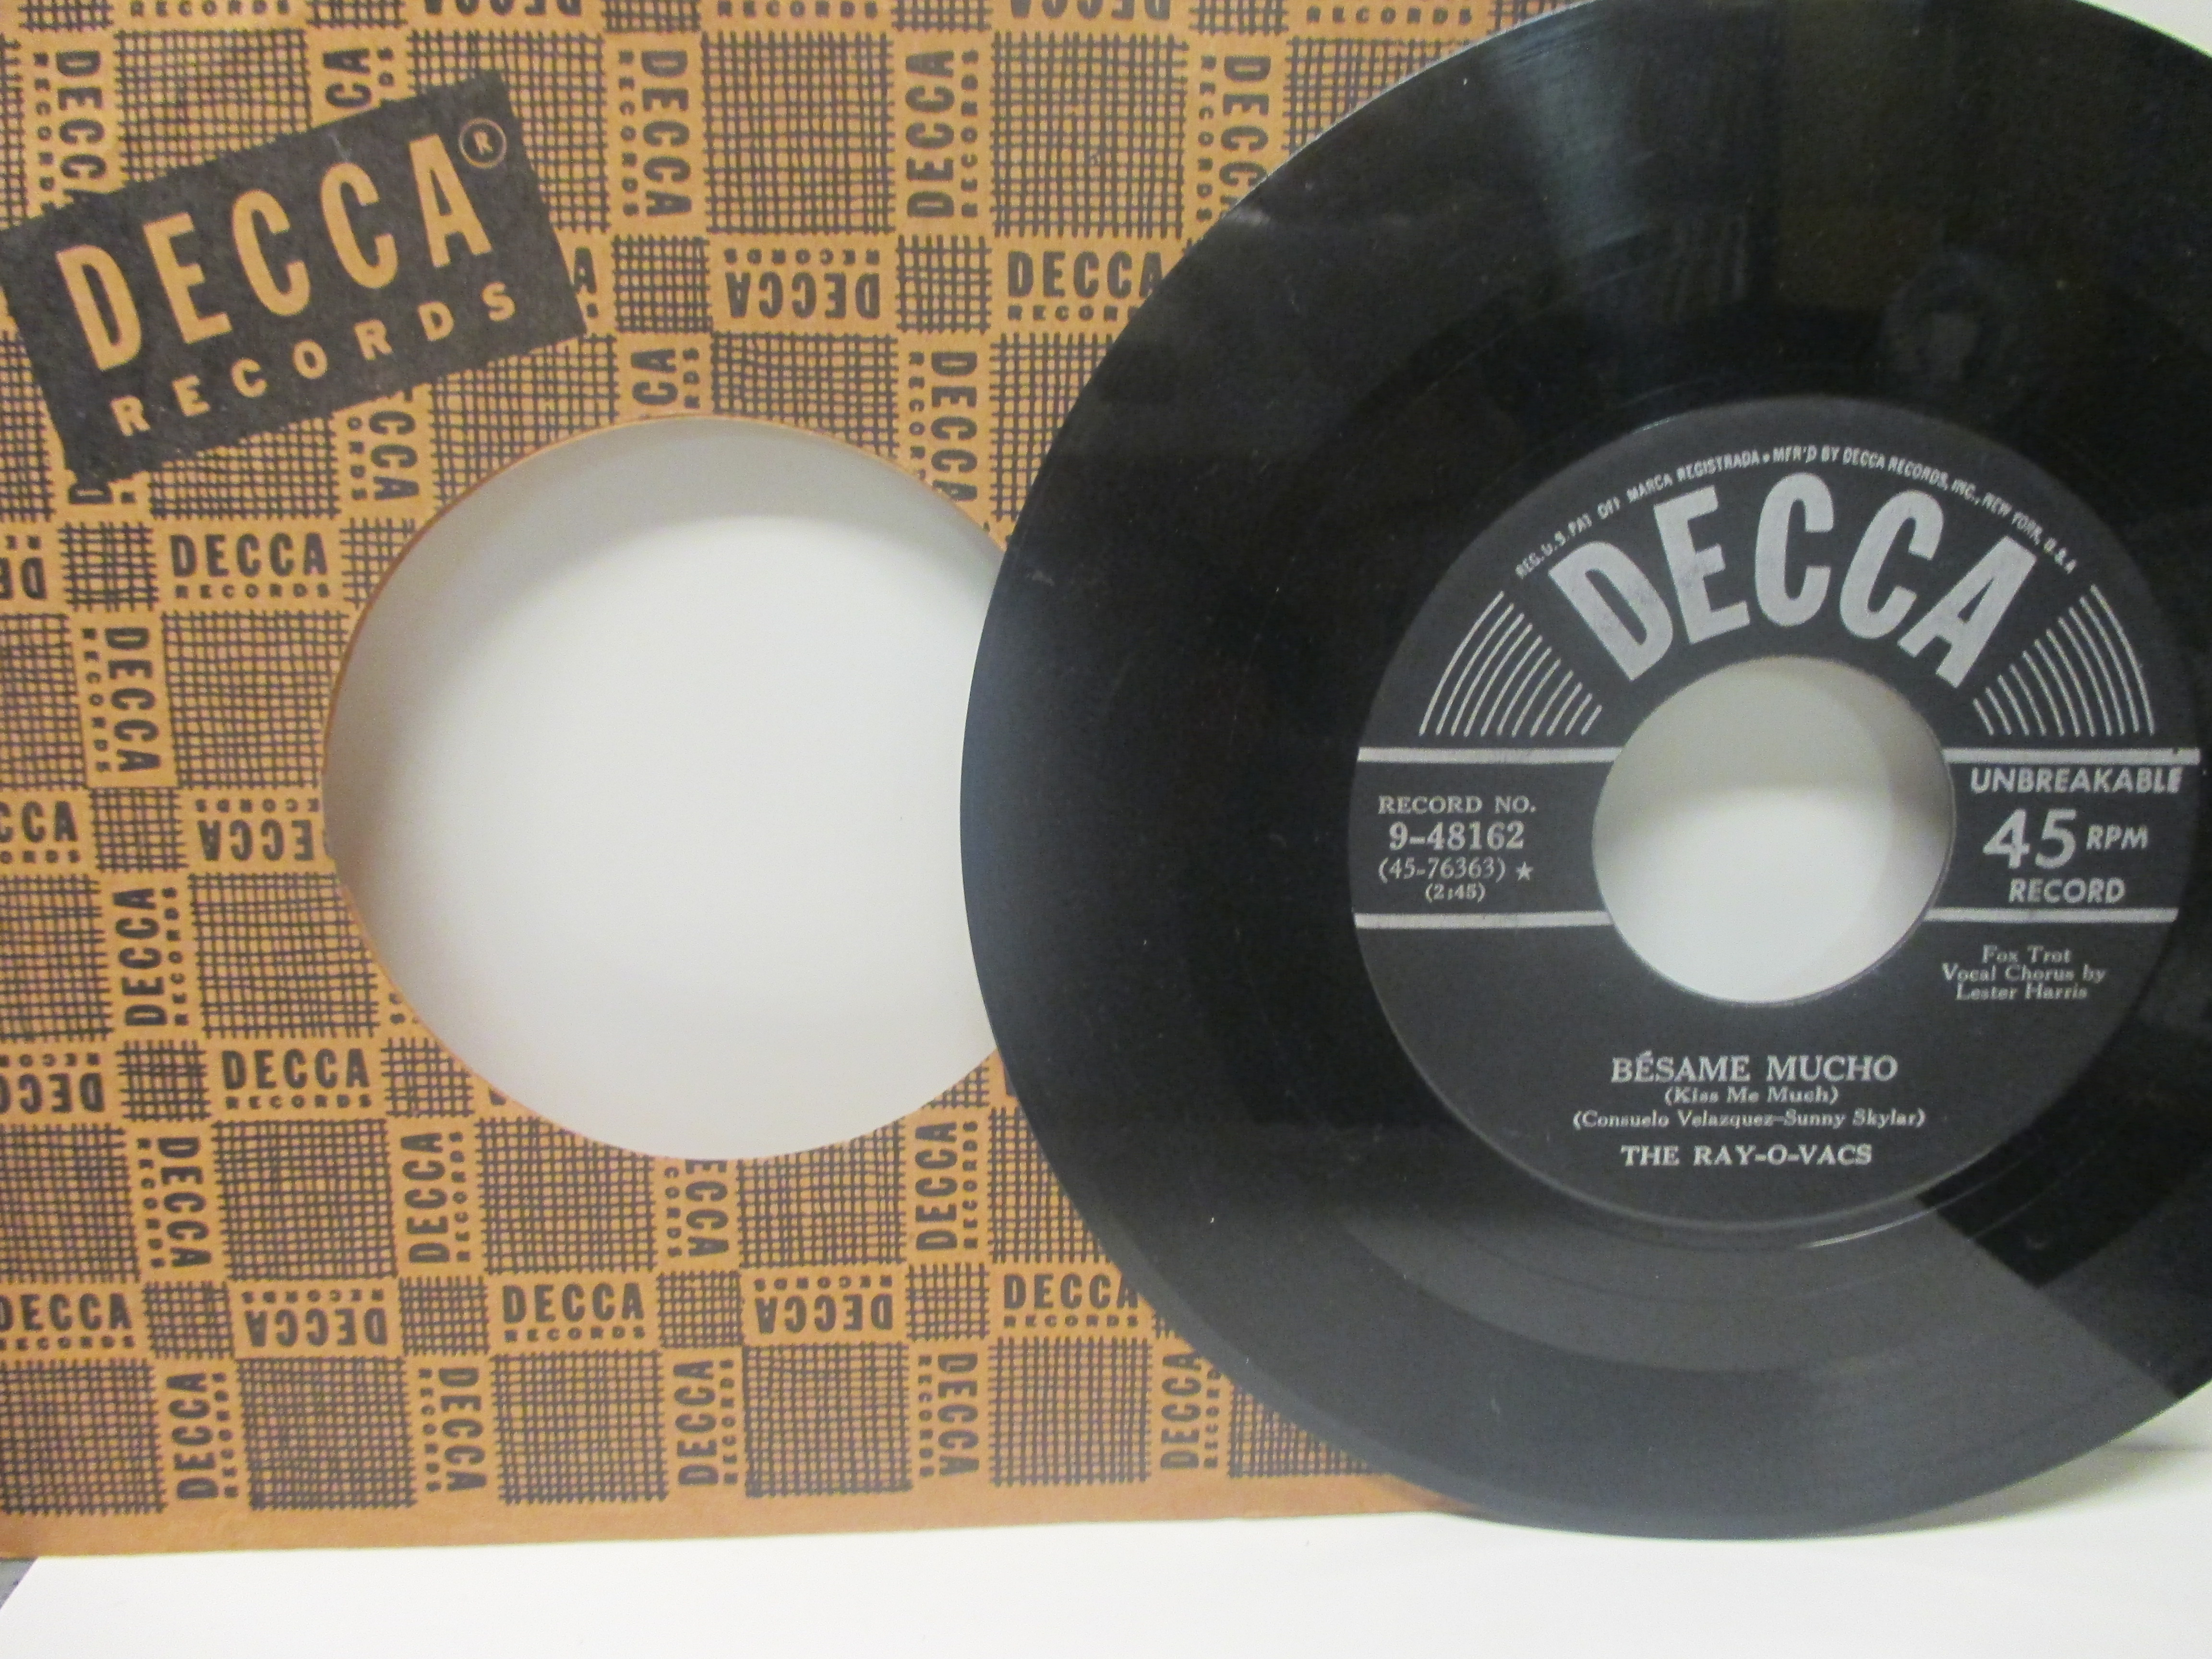 DECCA®
RECORDS
REG. U.S. PAT. OFF. MARCA REGISTRADA • MFR'D BY DECCA RECORDS, INC., NEW YORK, U.S.A.
DECCA
RECORD NO.
9-48162
(45-76363) ★
(2:45)
UNBREAKABLE
45 RPM
RECORD
Fox Trot
Vocal Chorus by
Lester Harris
BÉSAME MUCHO
(Kiss Me Much)
(Consuelo Velazquez-Sunny Skylar)
THE RAY-O-VACS
DECCA
RECORDS